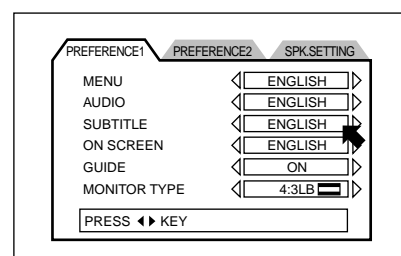 PREFERENCE1 PREFERENCE2 SPK.SETTING
MENU ENGLISH
AUDIO ENGLISH
SUBTITLE ENGLISH
ON SCREEN ENGLISH
GUIDE ON
MONITOR TYPE 4:3LB
PRESS ◀▶ KEY